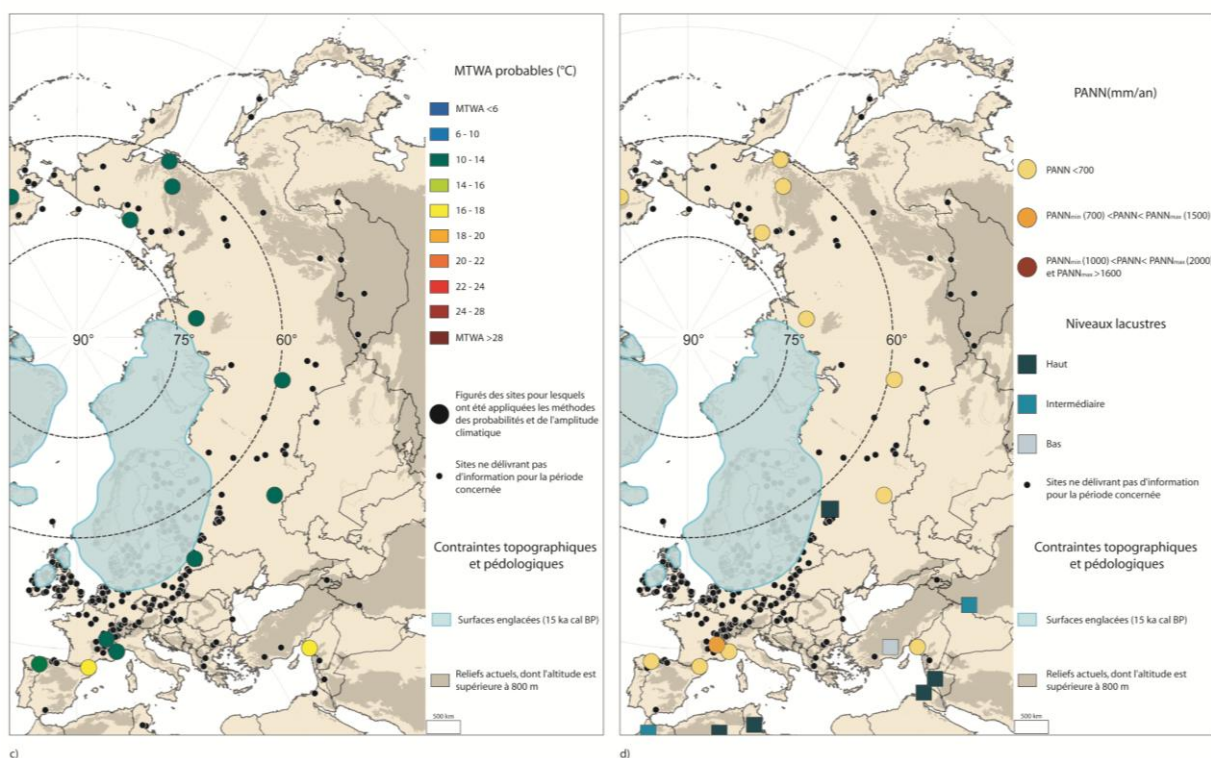 MTWA probables (°C)
MTWA <6
6 - 10
10 - 14
14 - 16
16 - 18
18 - 20
20 - 22
22 - 24
24 - 28
MTWA >28
Figurés des sites pour lesquels
ont été appliquées les méthodes
des probabilités et de l'amplitude
climatique
Sites ne délivrant pas
d'information pour la période
concernée
Contraintes topographiques
et pédologiques
Surfaces englacées (15 ka cal BP)
Reliefs actuels, dont l'altitude est
supérieure à 800 m
500 km
90°
75°
60°
c)
PANN(mm/an)
PANN <700
PANNmin (700) <PANN< PANNmax (1500)
PANNmin (1000) <PANN< PANNmax (2000)
et PANNmax >1600
Niveaux lacustres
Haut
Intermédiaire
Bas
Sites ne délivrant pas d'information
pour la période concernée
Contraintes topographiques
et pédologiques
Surfaces englacées (15 ka cal BP)
Reliefs actuels, dont l'altitude est
supérieure à 800 m
500 km
90°
75°
60°
d)